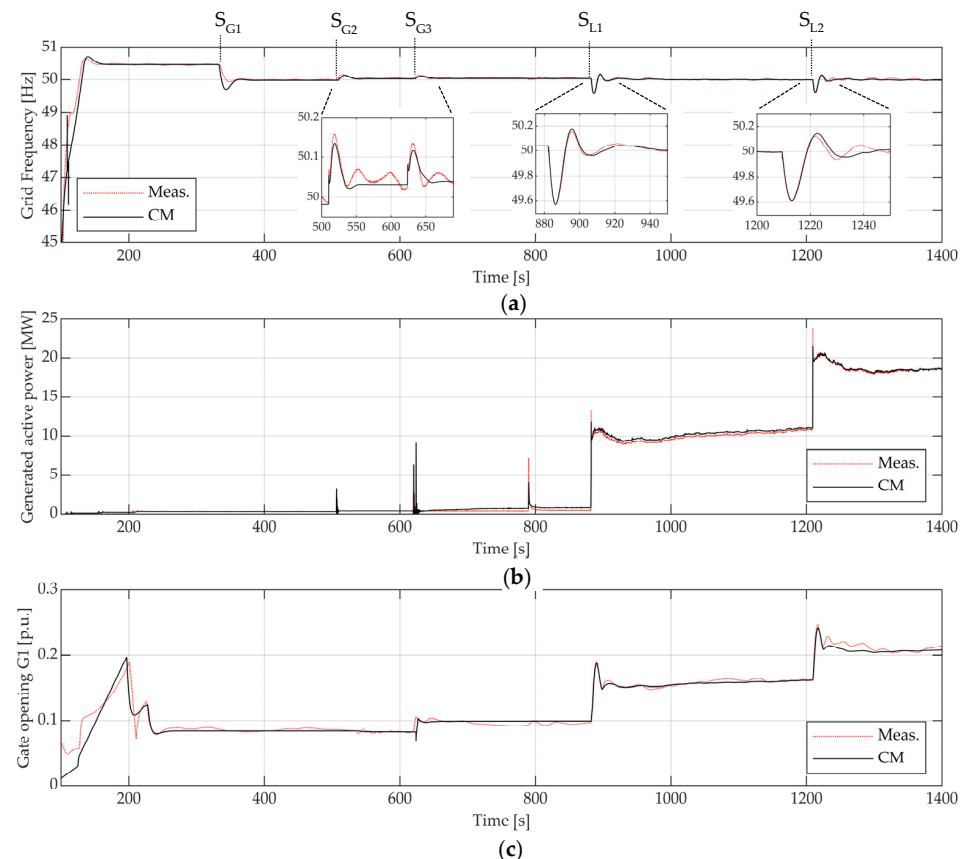 (a)
S_G1 S_G2 S_G3 S_L1 S_L2
Grid Frequency [Hz]
51
50
49
48
47
46
45
Meas.
CM
50.2
50.1
50
500 550 600 650
50.2
50
49.8
49.6
880 900 920 940
50.2
50
49.8
49.6
1200 1220 1240
200 400 600 800 1000 1200 1400
Time [s]
(a)
Generated active power [MW]
25
20
15
10
5
0
Meas.
CM
200 400 600 800 1000 1200 1400
Time [s]
(b)
Gate opening G1 [p.u.]
0.3
0.2
0.1
0
Meas.
CM
200 400 600 800 1000 1200 1400
Timc [s]
(c)